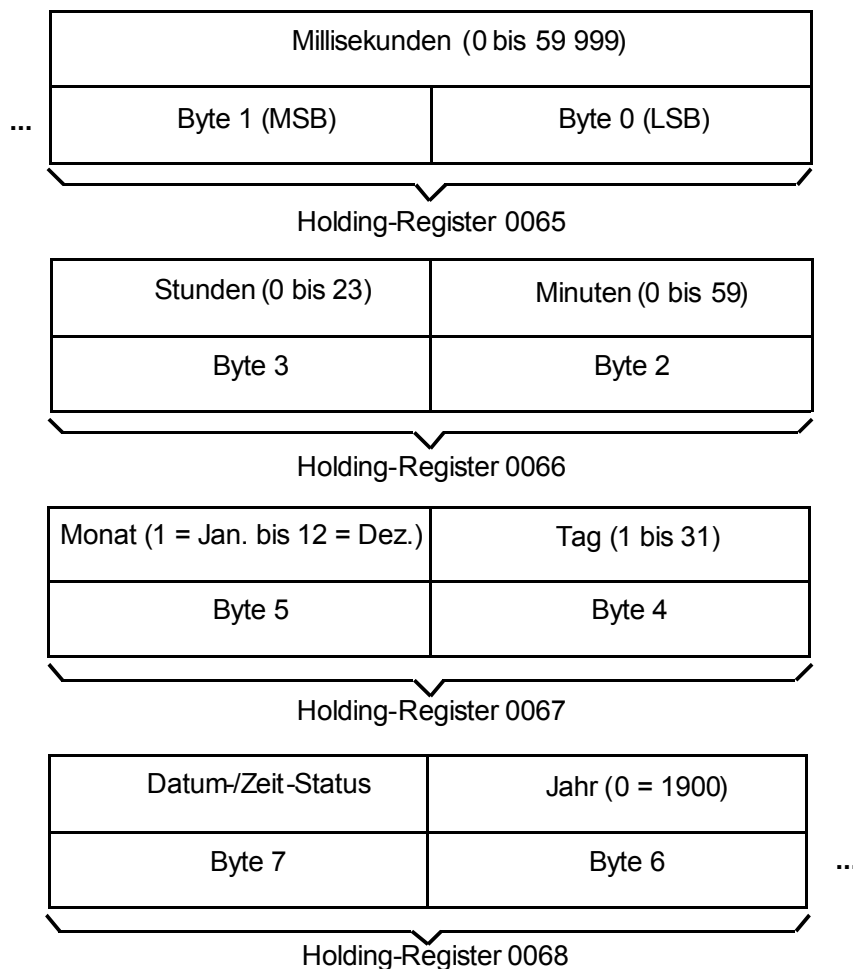 Millisekunden (0 bis 59 999)
... Byte 1 (MSB) Byte 0 (LSB)
Holding-Register 0065
Stunden (0 bis 23) Minuten (0 bis 59)
Byte 3 Byte 2
Holding-Register 0066
Monat (1 = Jan. bis 12 = Dez.) Tag (1 bis 31)
Byte 5 Byte 4
Holding-Register 0067
Datum-/Zeit-Status Jahr (0 = 1900)
Byte 7 Byte 6 ...
Holding-Register 0068